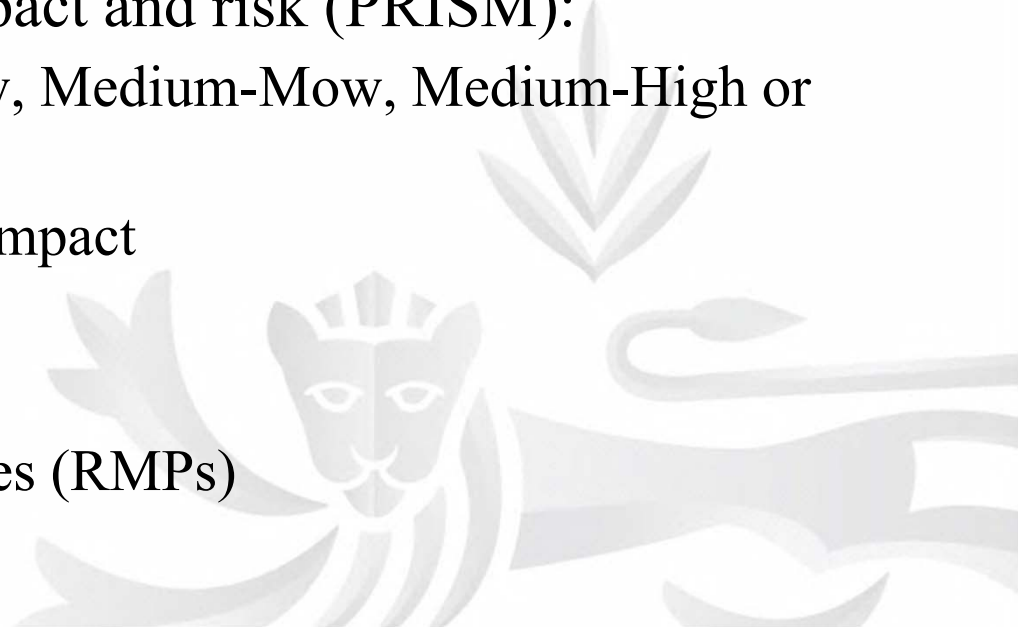 pact and risk (PRISM):
, Medium-Mow, Medium-High or
mpact
es (RMPs)